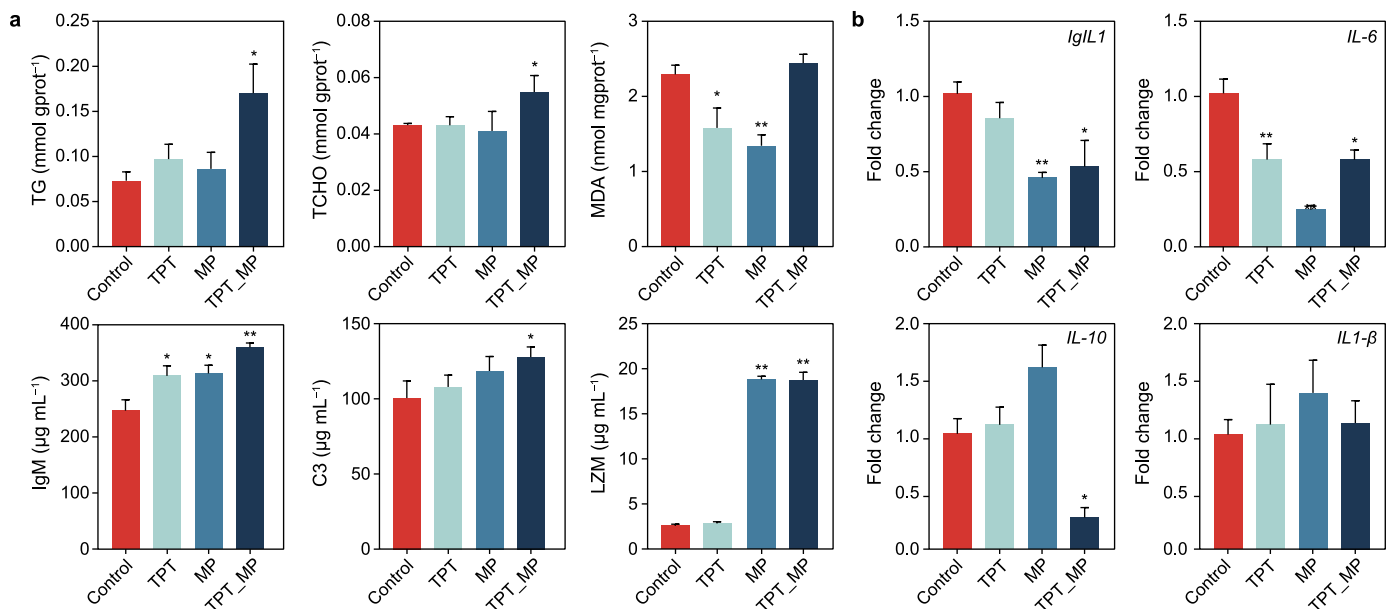 a
TG (mmol gprot⁻¹)
0.25
0.20
0.15
0.10
0.05
0.00
*
Control
TPT
MP
TPT_MP
TCHO (mmol gprot⁻¹)
0.08
0.06
0.04
0.02
0.00
*
Control
TPT
MP
TPT_MP
MDA (nmol mgprot⁻¹)
3
2
1
0
*
**
Control
TPT
MP
TPT_MP
b
IgIL1
Fold change
1.5
1.0
0.5
0.0
**
*
Control
TPT
MP
TPT_MP
IL-6
Fold change
1.5
1.0
0.5
0.0
**
**
*
Control
TPT
MP
TPT_MP
IgM (µg mL⁻¹)
400
300
200
100
0
*
*
**
Control
TPT
MP
TPT_MP
C3 (µg mL⁻¹)
150
100
50
0
*
Control
TPT
MP
TPT_MP
LZM (µg mL⁻¹)
25
20
15
10
5
0
**
**
Control
TPT
MP
TPT_MP
IL-10
Fold change
2.0
1.5
1.0
0.5
0.0
*
Control
TPT
MP
TPT_MP
IL1-β
Fold change
2.0
1.5
1.0
0.5
0.0
Control
TPT
MP
TPT_MP